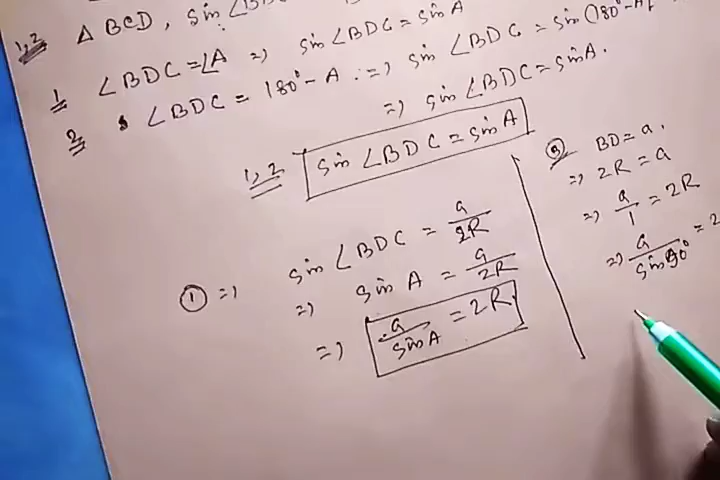 1,2 Δ BCD, sin ∠BDC
1 ∠BDC = ∠A => sin ∠BDC = sin A
2 ∠BDC = 180° - A. => sin ∠BDC = sin (180° - A)
=> sin ∠BDC = sin A.
1,2 sin ∠BDC = sin A
① => sin ∠BDC = a/2R
=> sin A = a/2R
=> a/sin A = 2R
③ BD = a.
=> 2R = a
=> a/1 = 2R
=> a/sin 90° = 2